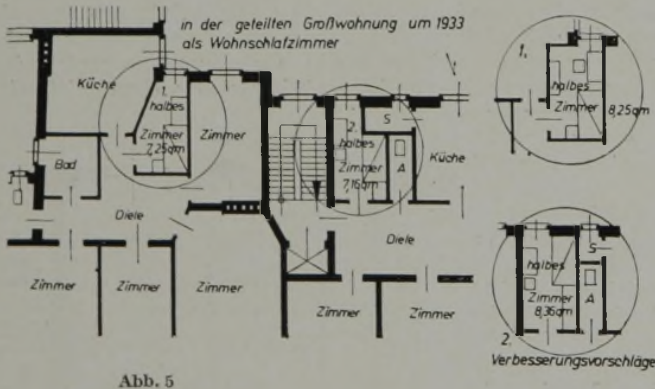 in der geteilten Großwohnung um 1933
als Wohnschlafzimmer
Küche
1.
halbes
Zimmer
7,25qm
Zimmer
Bad
Diele
Zimmer
Zimmer
Zimmer
2.
halbes
Zimmer
7,16qm
S
A
Küche
Diele
Zimmer
Zimmer
1.
halbes
Zimmer
8,25qm
halbes
Zimmer
8,36qm
S
A
2.
Verbesserungsvorschläge
Abb. 5